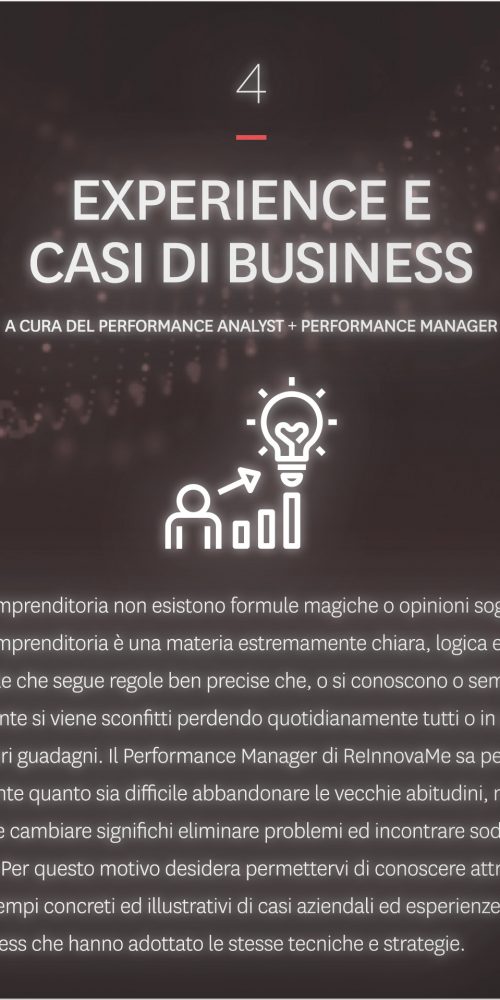 4
EXPERIENCE E
CASI DI BUSINESS
A CURA DEL PERFORMANCE ANALYST + PERFORMANCE MANAGER
mprenditoria non esistono formule magiche o opinioni sog
mprenditoria è una materia estremamente chiara, logica e
e che segue regole ben precise che, o si conoscono o sem
nte si viene sconfitti perdendo quotidianamente tutti o in
ri guadagni. Il Performance Manager di ReInnovaMe sa pe
nte quanto sia difficile abbandonare le vecchie abitudini,
e cambiare significhi eliminare problemi ed incontrare sod
Per questo motivo desidera permettervi di conoscere attr
empi concreti ed illustrativi di casi aziendali ed esperienze
ess che hanno adottato le stesse tecniche e strategie.